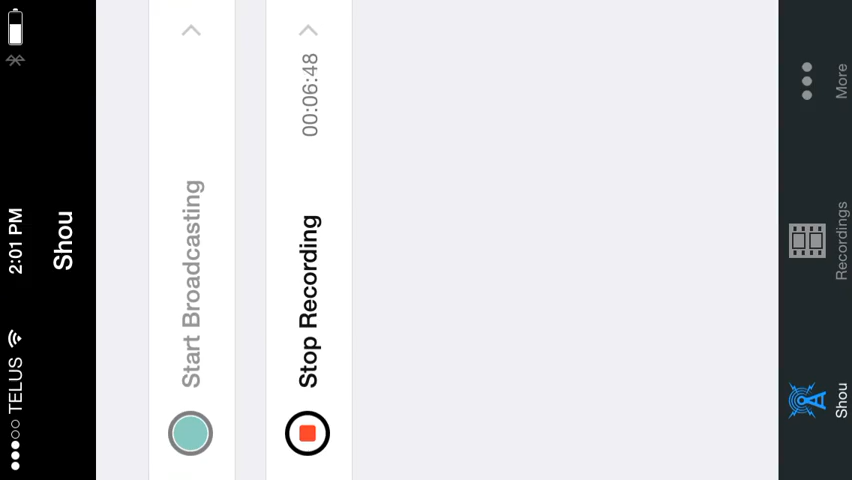 ●●●○○ TELUS 2:01 PM
Shou
Start Broadcasting
Stop Recording 00:06:48
Shou Recordings More